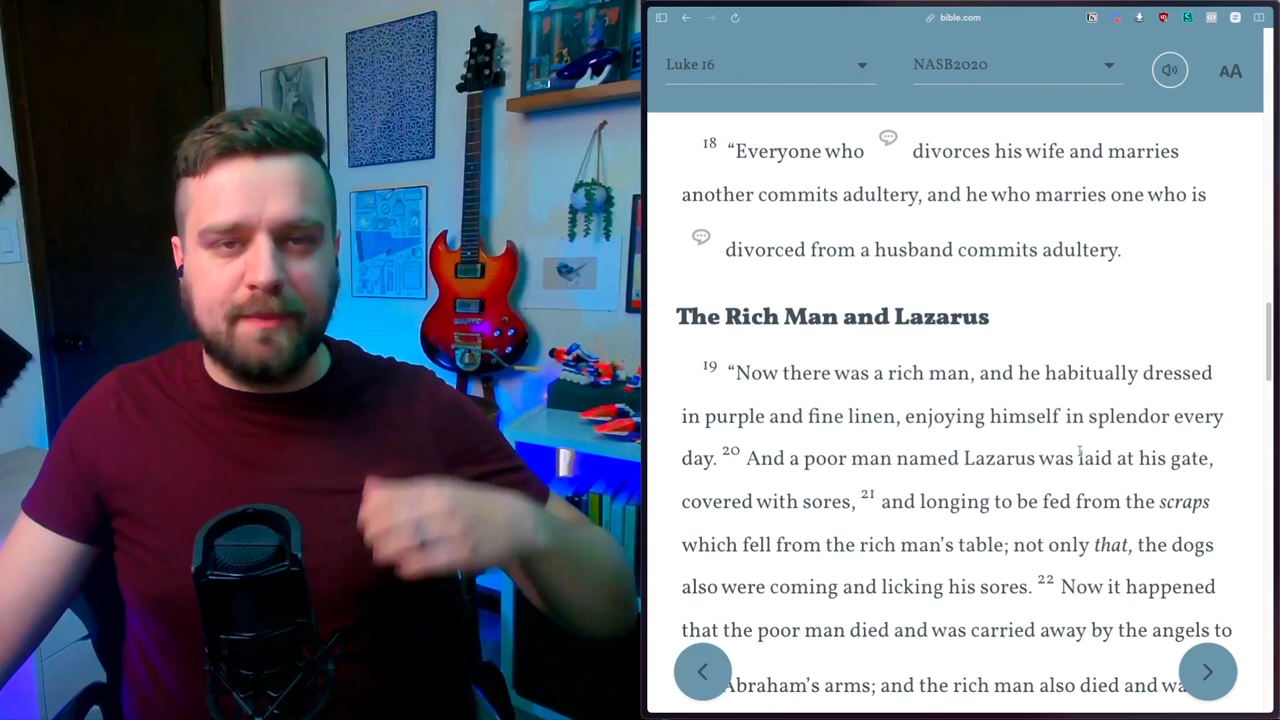 bible.com
Luke 16
NASB2020
AA
18 “Everyone who divorces his wife and marries
another commits adultery, and he who marries one who is
divorced from a husband commits adultery.
The Rich Man and Lazarus
19 “Now there was a rich man, and he habitually dressed
in purple and fine linen, enjoying himself in splendor every
day. 20 And a poor man named Lazarus was laid at his gate,
covered with sores, 21 and longing to be fed from the scraps
which fell from the rich man’s table; not only that, the dogs
also were coming and licking his sores. 22 Now it happened
that the poor man died and was carried away by the angels to
Abraham’s arms; and the rich man also died and wa